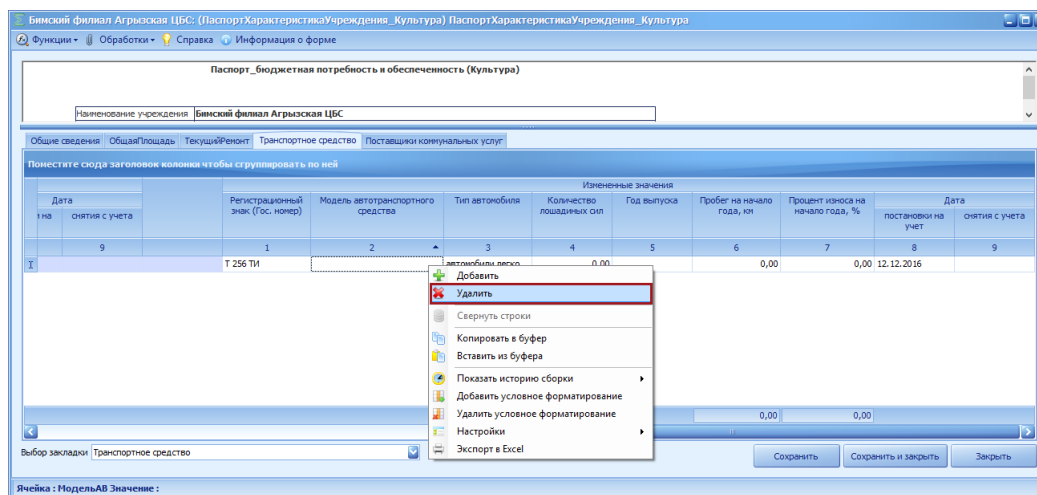 Бимский филиал Агрызская ЦБС: (ПаспортХарактеристикаУчреждения_Культура) ПаспортХарактеристикаУчреждения_Культура
Функции Обработки Справка Информация о форме
Паспорт_бюджетная потребность и обеспеченность (Культура)
Наименование учреждения Бимский филиал Агрызская ЦБС
Общие сведения ОбщаяПлощадь ТекущийРемонт Транспортное средство Поставщики коммунальных услуг
Поместите сюда заголовок колонки чтобы сгруппировать по ней
Измененные значения
Дата Регистрационный Модель автотранспортного Тип автомобиля Количество Год выпуска Пробег на начало Процент износа на Дата
на снятия с учета знак (Гос. номер) средства лошадиных сил года, км начало года, % постановки на снятия с учета
учет
9 1 2 3 4 5 6 7 8 9
Т 256 ТИ автомобили легко 0,00 0,00 0,00 12.12.2016
Добавить
Удалить
Свернуть строки
Копировать в буфер
Вставить из буфера
Показать историю сборки
Добавить условное форматирование
Удалить условное форматирование
Настройки
Экспорт в Excel
0,00 0,00
Выбор закладки Транспортное средство
Сохранить Сохранить и закрыть Закрыть
Ячейка : МодельАВ Значение :